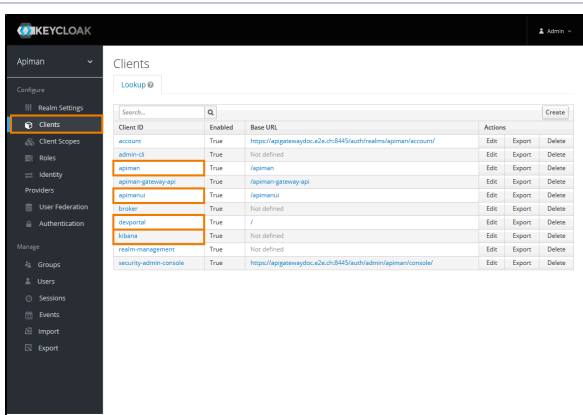 KEYCLOAK
Admin
Apiman
Configure
Realm Settings
Clients
Client Scopes
Roles
Identity
Providers
User Federation
Authentication
Manage
Groups
Users
Sessions
Events
Import
Export
Clients
Lookup
Search...
Create
Client ID Enabled Base URL Actions
account True https://apigatewaydoc.e2e.ch:8445/auth/realms/apiman/account/ Edit Export Delete
admin-cli True Not defined Edit Export Delete
apiman True /apiman Edit Export Delete
apiman-gateway-api True /apiman-gateway-api Edit Export Delete
apimanui True /apimanui Edit Export Delete
broker True Not defined Edit Export Delete
devportal True / Edit Export Delete
kibana True Not defined Edit Export Delete
realm-management True Not defined Edit Export Delete
security-admin-console True https://apigatewaydoc.e2e.ch:8445/auth/admin/apiman/console/ Edit Export Delete